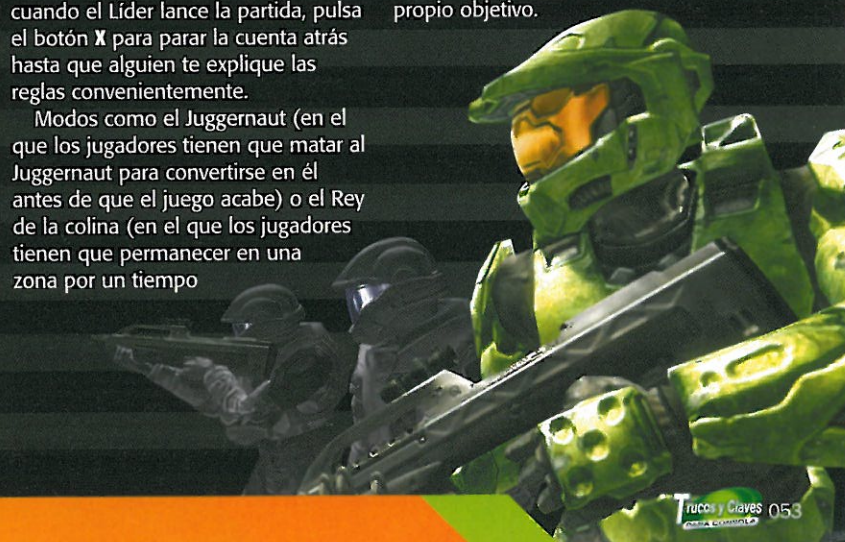 cuando el Líder lance la partida, pulsa
el botón X para parar la cuenta atrás
hasta que alguien te explique las
reglas convenientemente.
Modos como el Juggernaut (en el
que los jugadores tienen que matar al
Juggernaut para convertirse en él
antes de que el juego acabe) o el Rey
de la colina (en el que los jugadores
tienen que permanecer en una
zona por un tiempo
propio objetivo.
Trucos y Claves
PARA CONSOLA
053